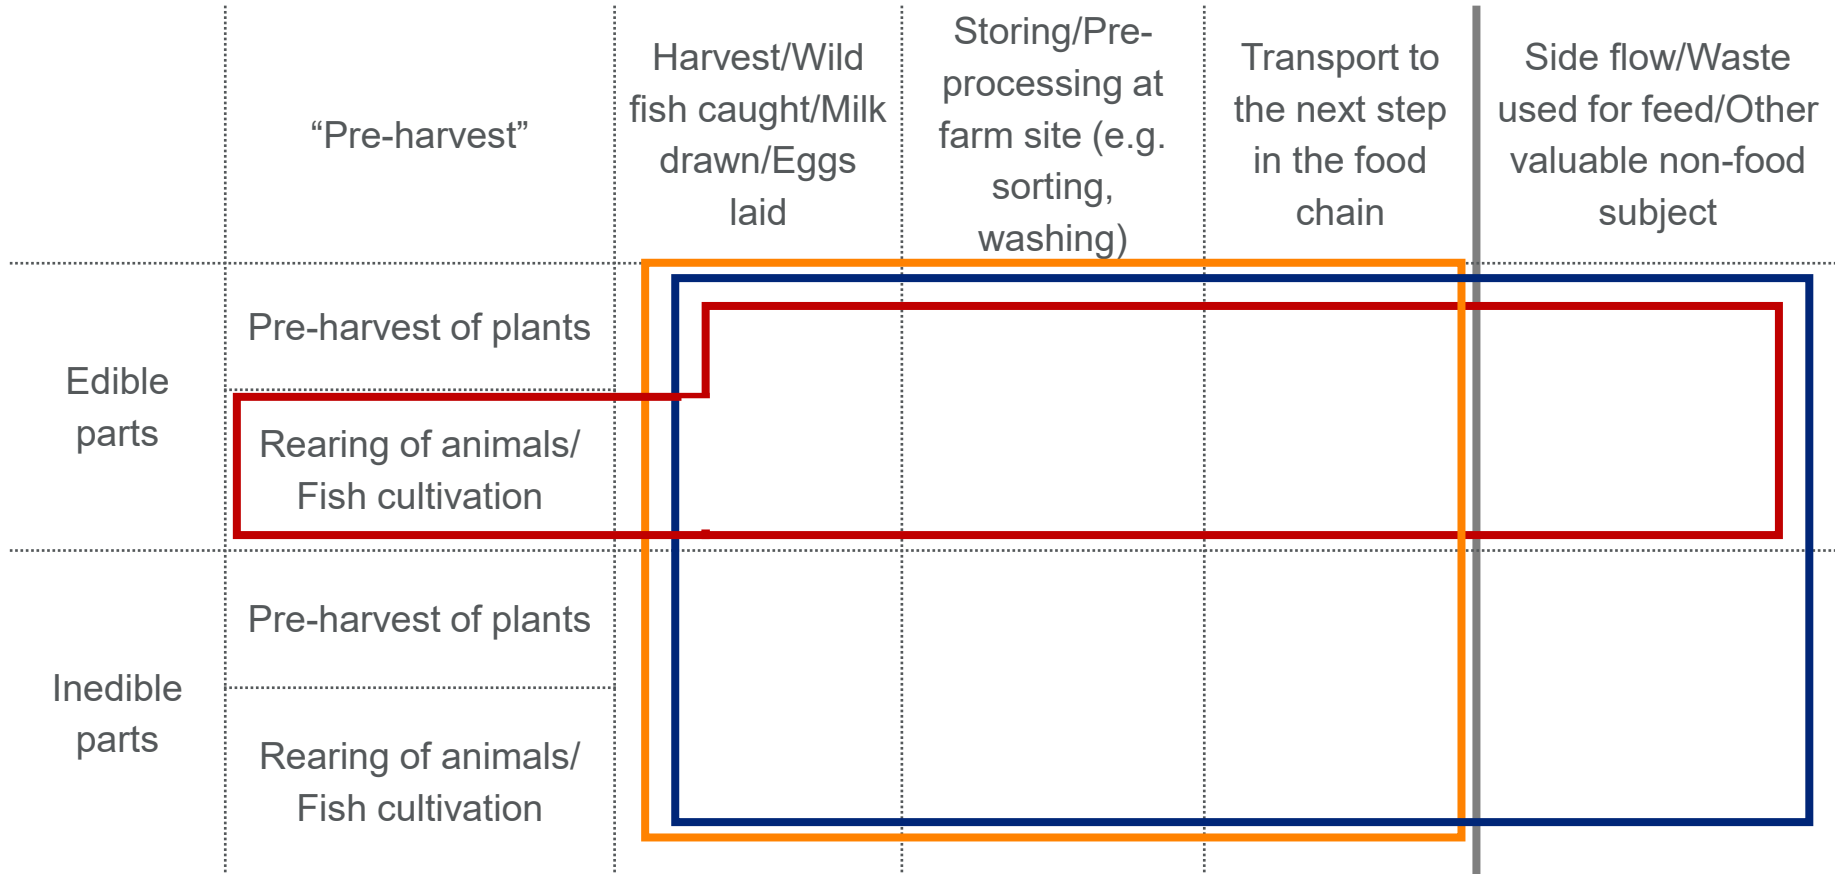 “Pre-harvest”
Harvest/Wild
fish caught/Milk
drawn/Eggs
laid
Storing/Pre-
processing at
farm site (e.g.
sorting,
washing)
Transport to
the next step
in the food
chain
Side flow/Waste
used for feed/Other
valuable non-food
subject
Edible
parts
Pre-harvest of plants
Rearing of animals/
Fish cultivation
Inedible
parts
Pre-harvest of plants
Rearing of animals/
Fish cultivation